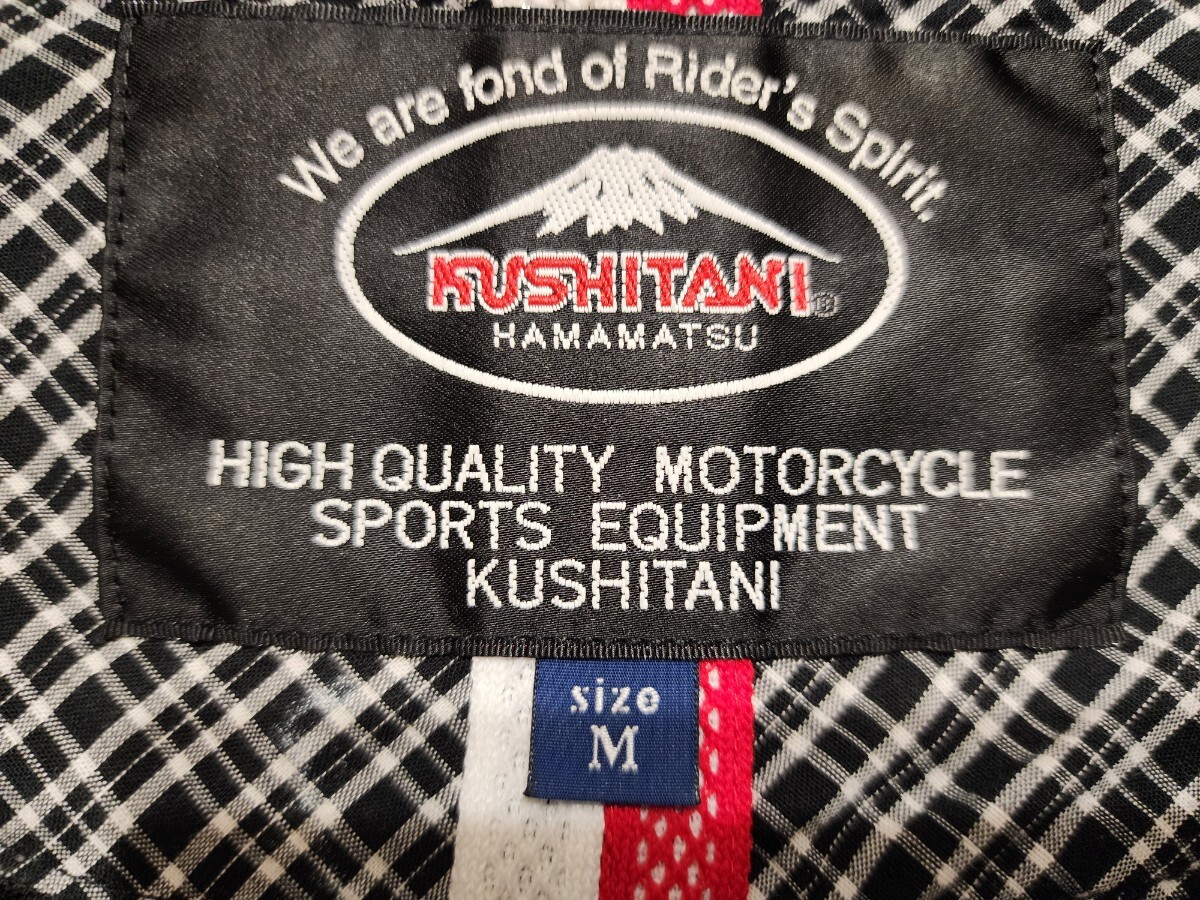 We are fond of Rider's Spirit.
KUSHITANI®
HAMAMATSU
HIGH QUALITY MOTORCYCLE
SPORTS EQUIPMENT
KUSHITANI
size
M